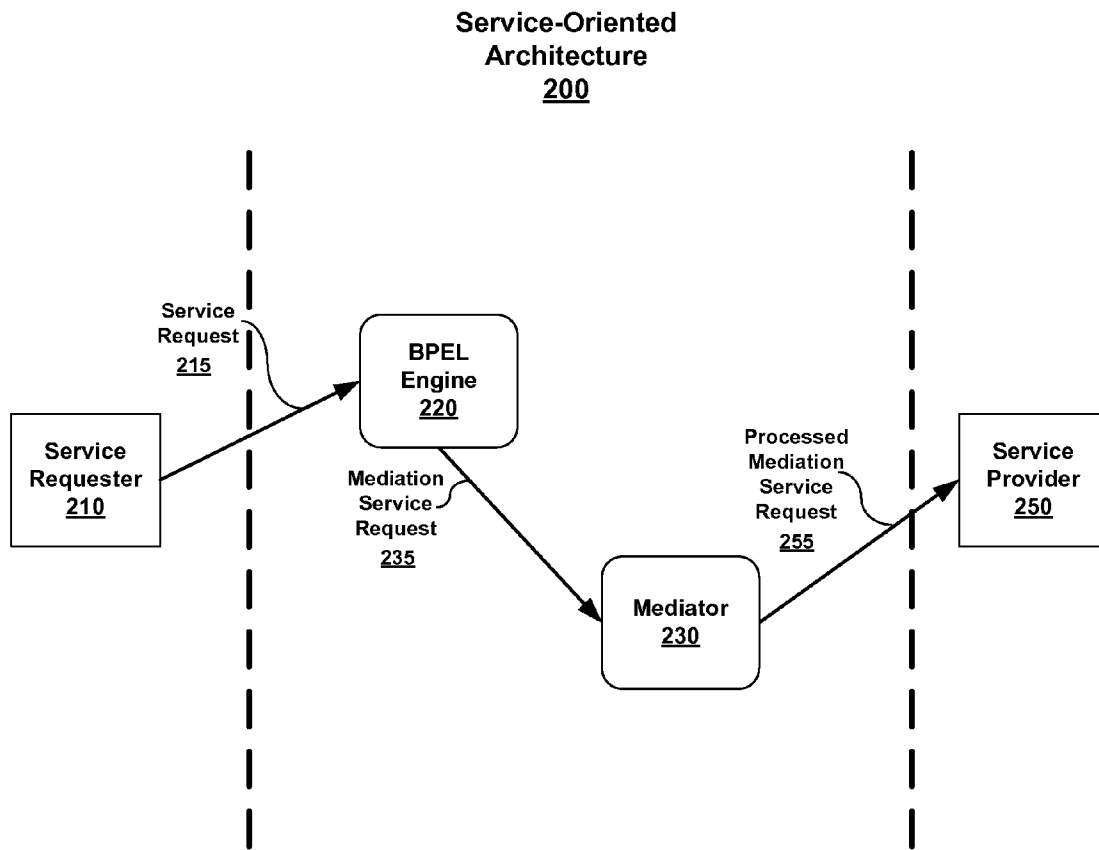 Service-Oriented
Architecture
200
Service
Request
215
BPEL
Engine
220
Service
Requester
210
Mediation
Service
Request
235
Processed
Mediation
Service
Request
255
Service
Provider
250
Mediator
230